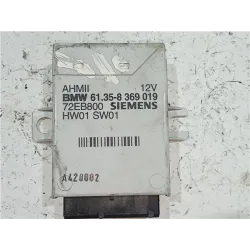 AHMII 12V
BMW 61.35-8 369 019
72EB800 SIEMENS
HW01 SW01
A420002